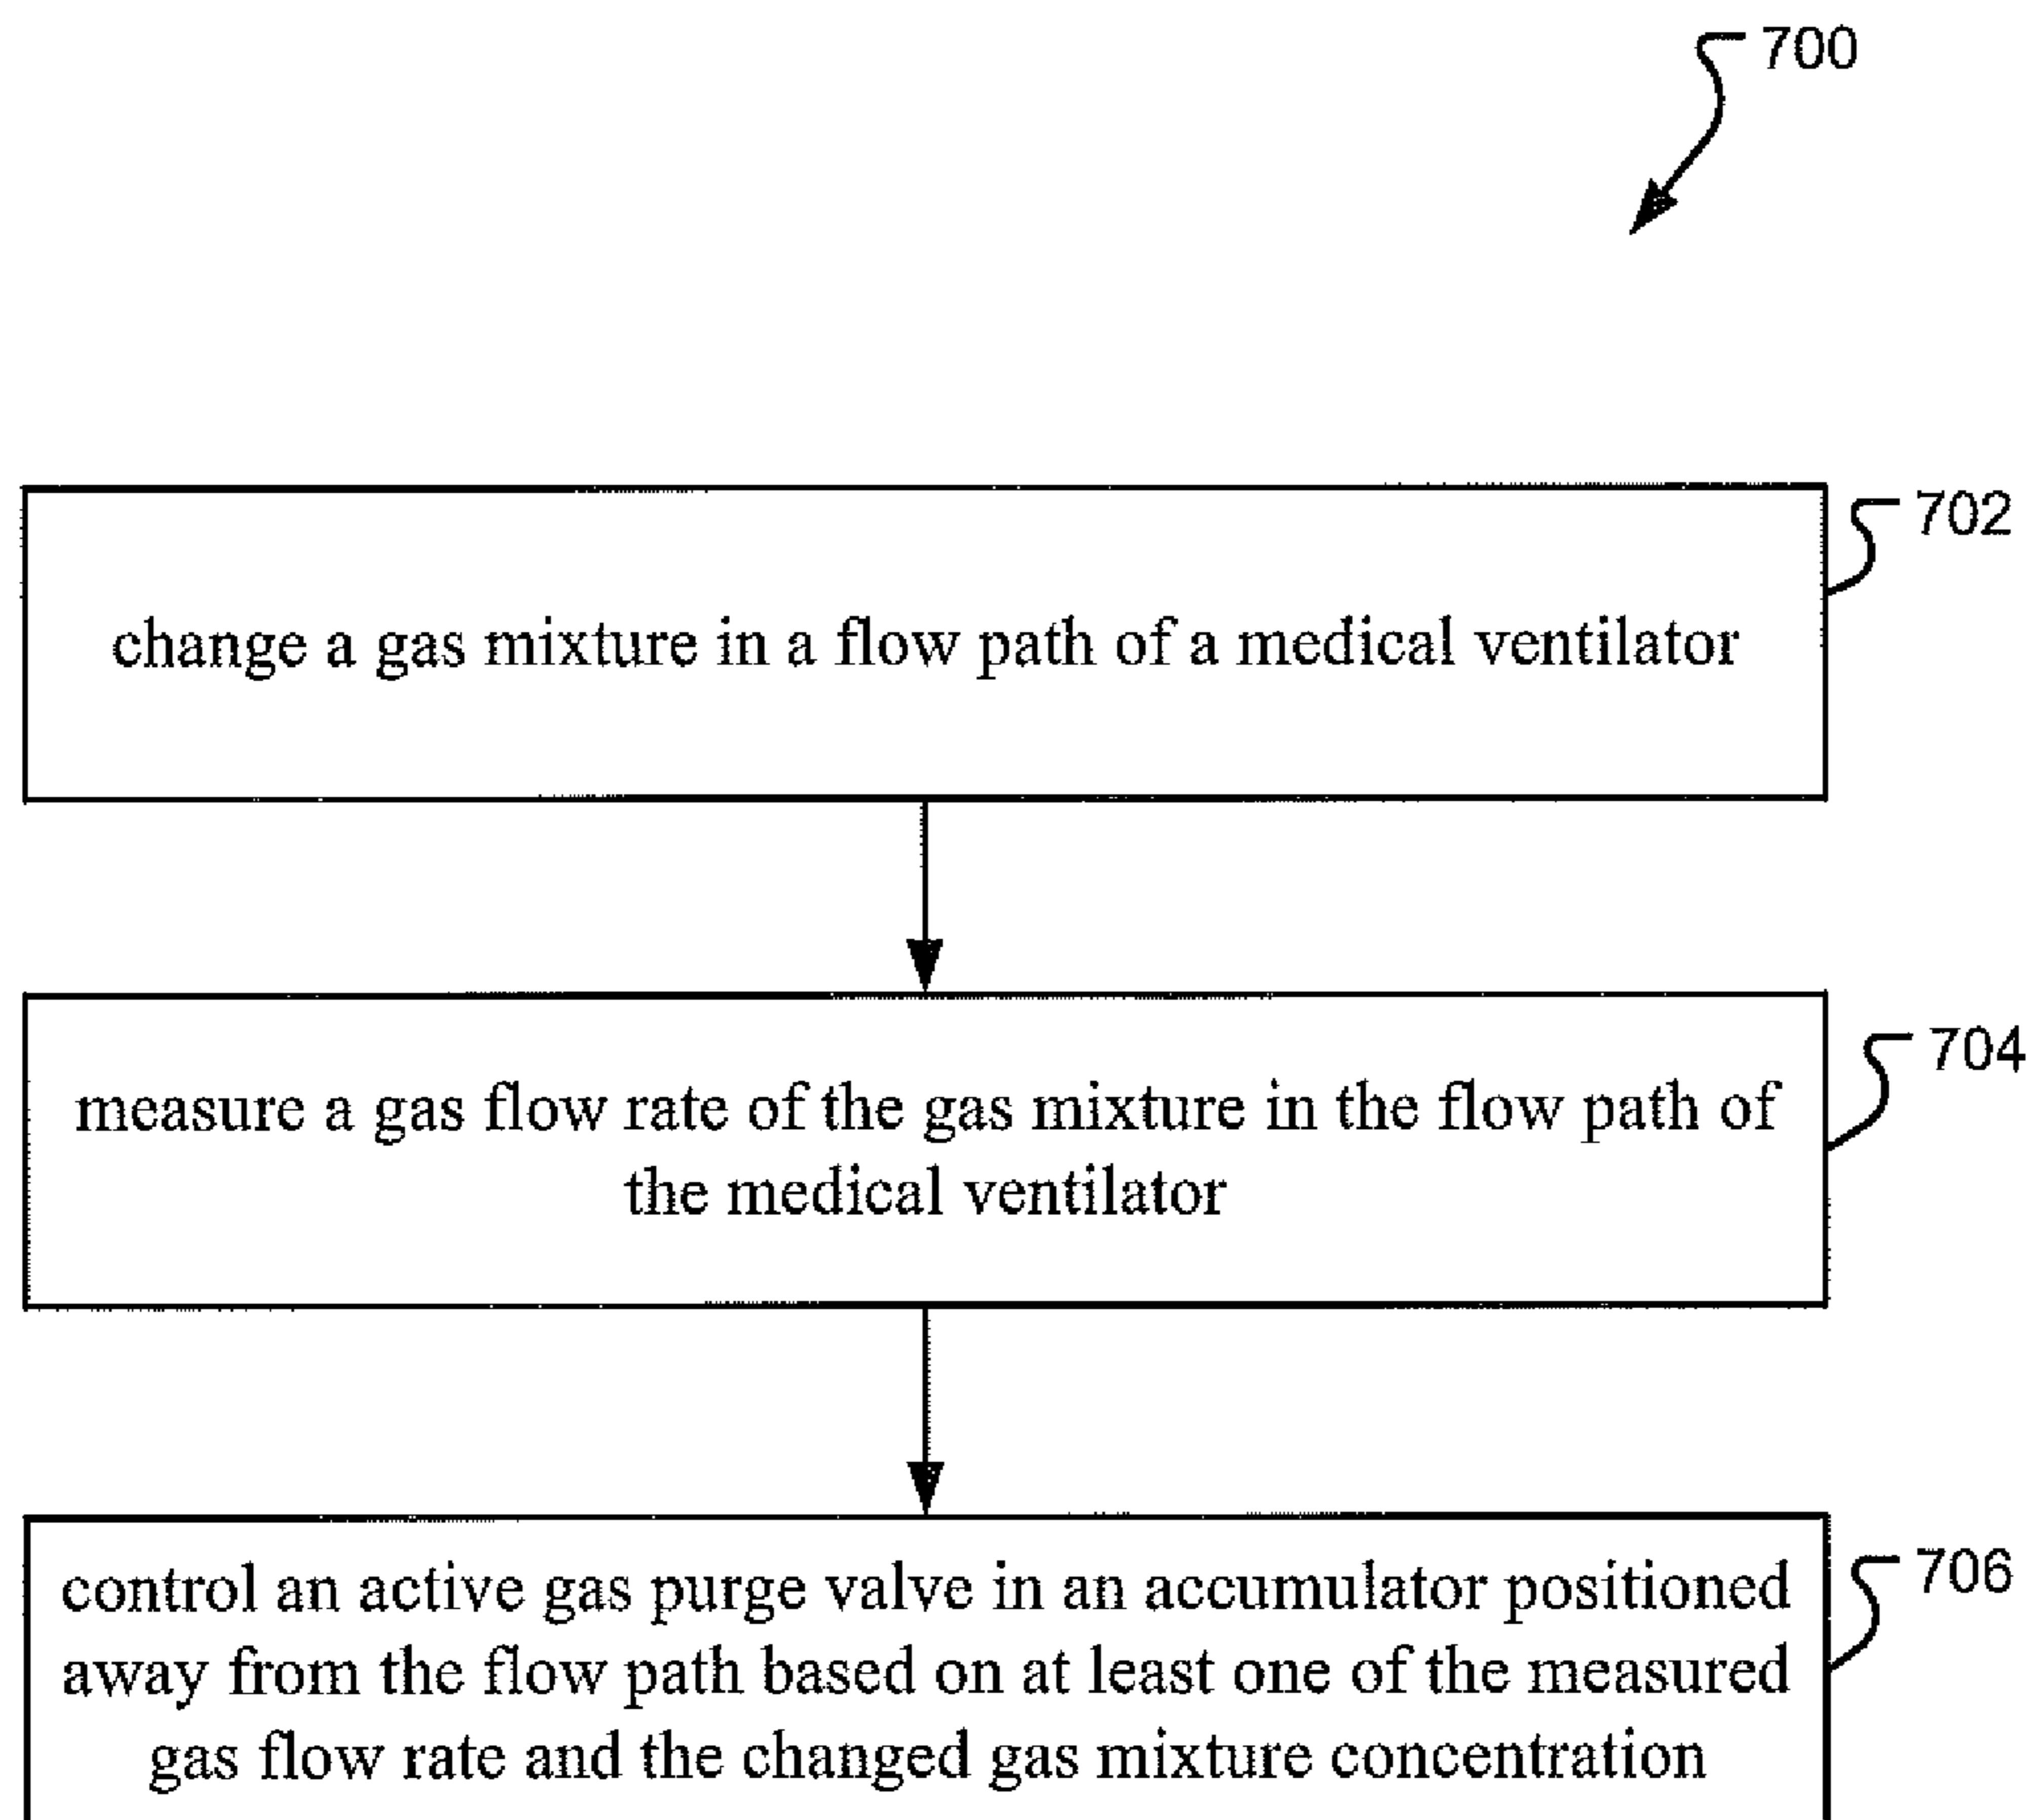 700
702
change a gas mixture in a flow path of a medical ventilator
704
measure a gas flow rate of the gas mixture in the flow path of
the medical ventilator
706
control an active gas purge valve in an accumulator positioned
away from the flow path based on at least one of the measured
gas flow rate and the changed gas mixture concentration